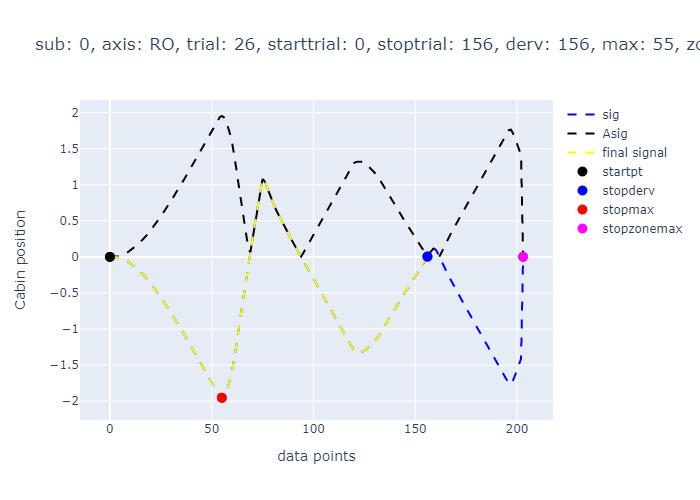 sub: 0, axis: RO, trial: 26, starttrial: 0, stoptrial: 156, derv: 156, max: 55,
sig
Asig
final signal
startpt
stopderv
stopmax
stopzonemax
Cabin position
2
1.5
1
0.5
0
−0.5
−1
−1.5
−2
0
50
100
150
200
data points